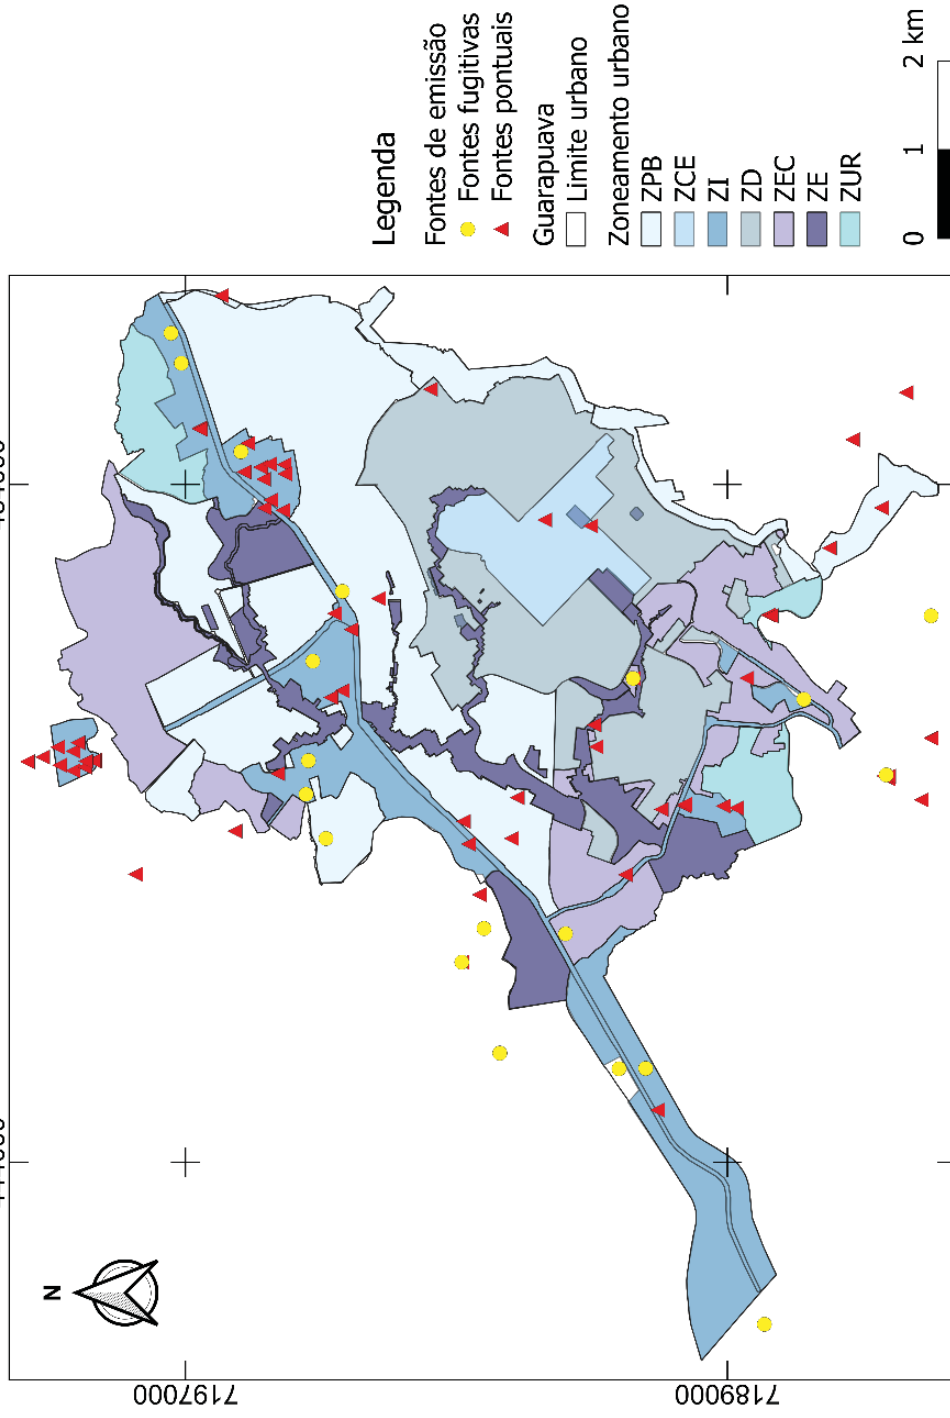 N
7197000
7189000
Legenda
Fontes de emissão
Fontes fugitivas
Fontes pontuais
Guarapuava
Limite urbano
Zoneamento urbano
ZPB
ZCE
ZI
ZD
ZEC
ZE
ZUR
0 1 2 km